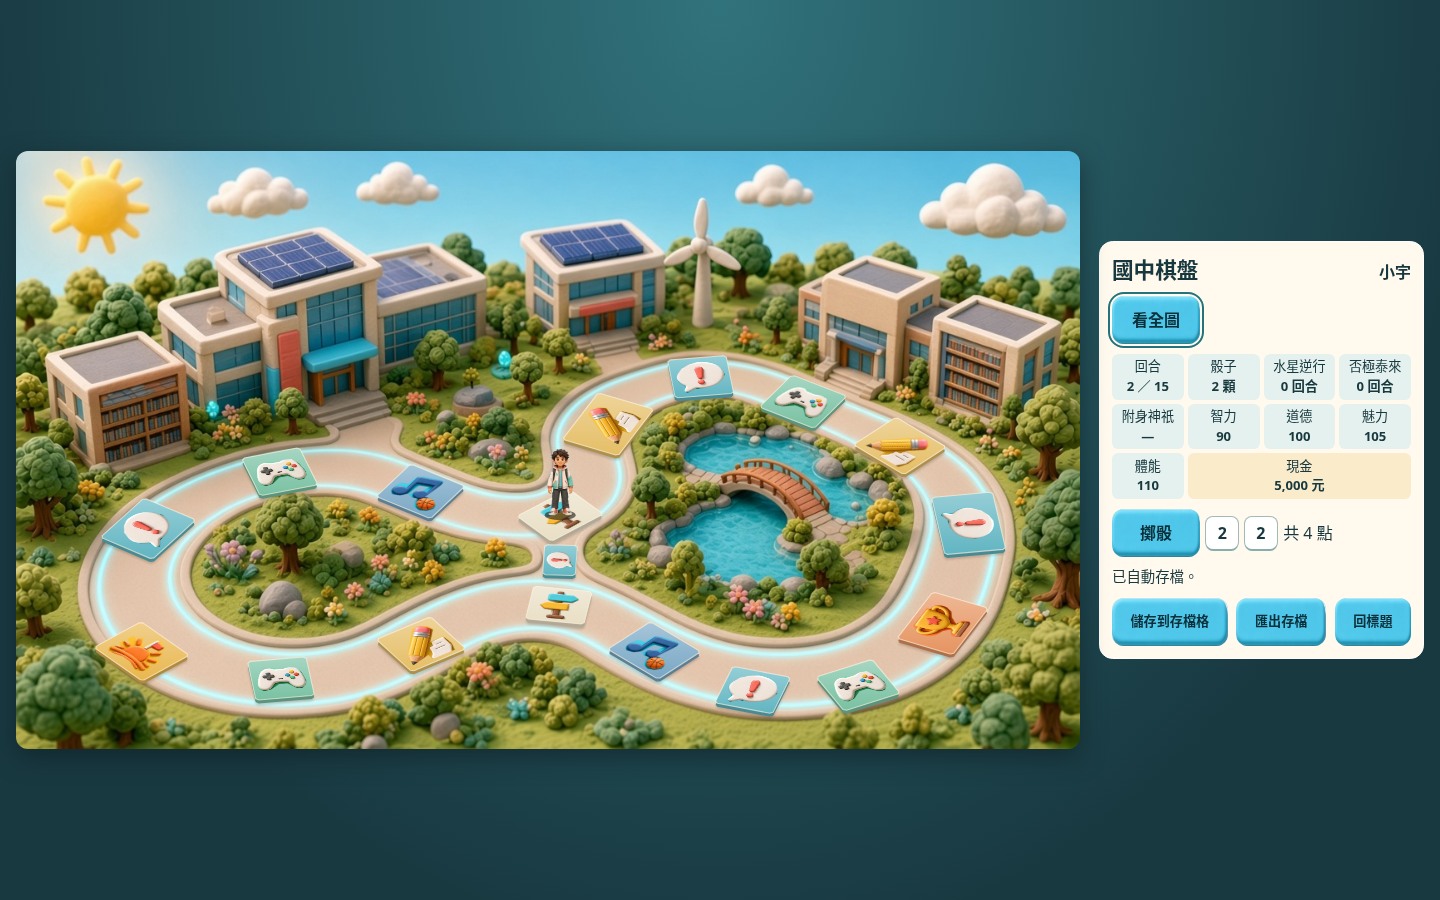 國中棋盤
小宇
看全圖
回合
2 ／ 15
骰子
2 顆
水星逆行
0 回合
否極泰來
0 回合
附身神祇
—
智力
90
道德
100
魅力
105
體能
110
現金
5,000 元
擲骰
2
2
共 4 點
已自動存檔。
儲存到存檔格
匯出存檔
回標題